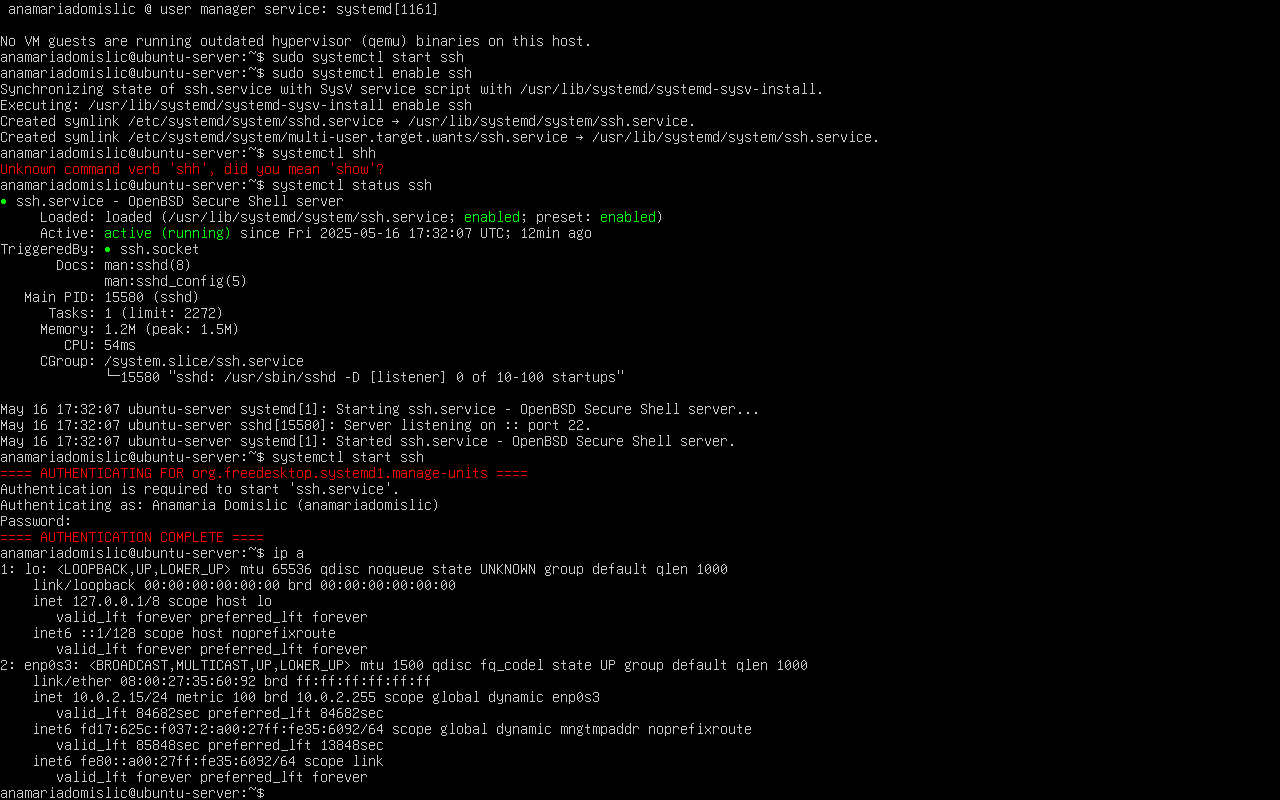 anamariadomislic @ user manager service: systemd[1161]
No VM guests are running outdated hypervisor (qemu) binaries on this host.
anamariadomislic@ubuntu-server:~$ sudo systemctl start ssh
anamariadomislic@ubuntu-server:~$ sudo systemctl enable ssh
Synchronizing state of ssh.service with SysV service script with /usr/lib/systemd/systemd-sysv-install.
Executing: /usr/lib/systemd/systemd-sysv-install enable ssh
Created symlink /etc/systemd/system/sshd.service → /usr/lib/systemd/system/ssh.service.
Created symlink /etc/systemd/system/multi-user.target.wants/ssh.service → /usr/lib/systemd/system/ssh.service.
anamariadomislic@ubuntu-server:~$ systemctl shh
Unknown command verb 'shh', did you mean 'show'?
anamariadomislic@ubuntu-server:~$ systemctl status ssh
● ssh.service - OpenBSD Secure Shell server
     Loaded: loaded (/usr/lib/systemd/system/ssh.service; enabled; preset: enabled)
     Active: active (running) since Fri 2025-05-16 17:32:07 UTC; 12min ago
TriggeredBy: ● ssh.socket
       Docs: man:sshd(8)
             man:sshd_config(5)
   Main PID: 15580 (sshd)
      Tasks: 1 (limit: 2272)
     Memory: 1.2M (peak: 1.5M)
        CPU: 54ms
     CGroup: /system.slice/ssh.service
             └─15580 "sshd: /usr/sbin/sshd -D [listener] 0 of 10-100 startups"
May 16 17:32:07 ubuntu-server systemd[1]: Starting ssh.service - OpenBSD Secure Shell server...
May 16 17:32:07 ubuntu-server sshd[15580]: Server listening on :: port 22.
May 16 17:32:07 ubuntu-server systemd[1]: Started ssh.service - OpenBSD Secure Shell server.
anamariadomislic@ubuntu-server:~$ systemctl start ssh
==== AUTHENTICATING FOR org.freedesktop.systemd1.manage-units ====
Authentication is required to start 'ssh.service'.
Authenticating as: Anamaria Domislic (anamariadomislic)
Password:
==== AUTHENTICATION COMPLETE ====
anamariadomislic@ubuntu-server:~$ ip a
1: lo: <LOOPBACK,UP,LOWER_UP> mtu 65536 qdisc noqueue state UNKNOWN group default qlen 1000
    link/loopback 00:00:00:00:00:00 brd 00:00:00:00:00:00
    inet 127.0.0.1/8 scope host lo
       valid_lft forever preferred_lft forever
    inet6 ::1/128 scope host noprefixroute
       valid_lft forever preferred_lft forever
2: enp0s3: <BROADCAST,MULTICAST,UP,LOWER_UP> mtu 1500 qdisc fq_codel state UP group default qlen 1000
    link/ether 08:00:27:35:60:92 brd ff:ff:ff:ff:ff:ff
    inet 10.0.2.15/24 metric 100 brd 10.0.2.255 scope global dynamic enp0s3
       valid_lft 84682sec preferred_lft 84682sec
    inet6 fd17:625c:f037:2:a00:27ff:fe35:6092/64 scope global dynamic mngtmpaddr noprefixroute
       valid_lft 85848sec preferred_lft 13848sec
    inet6 fe80::a00:27ff:fe35:6092/64 scope link
       valid_lft forever preferred_lft forever
anamariadomislic@ubuntu-server:~$